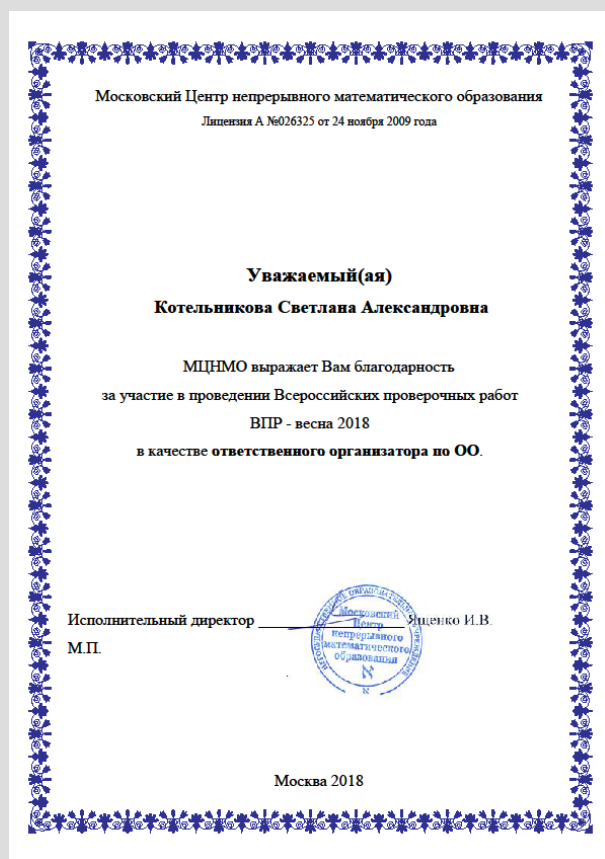 Московский Центр непрерывного математического образования
Лицензия А №026325 от 24 ноября 2009 года
Уважаемый(ая)
Котельникова Светлана Александровна
МЦНМО выражает Вам благодарность
за участие в проведении Всероссийских проверочных работ
ВПР - весна 2018
в качестве ответственного организатора по ОО.
Исполнительный директор Ященко И.В.
М.П.
Московский
Центр
непрерывного
математического
образования
Москва 2018